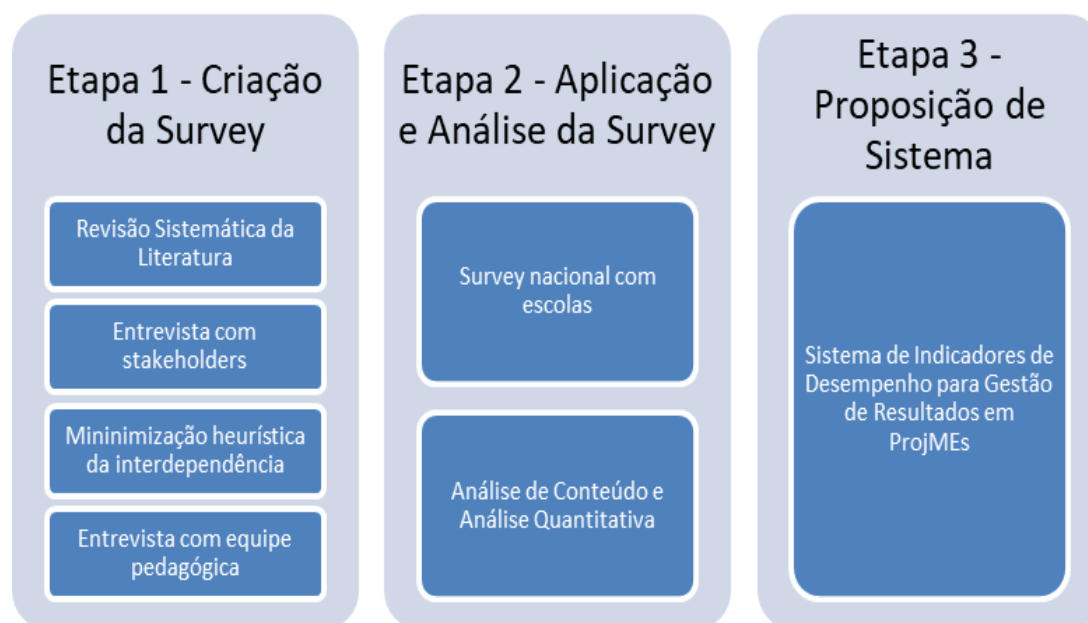 Etapa 1 - Criação
da Survey
Revisão Sistemática da
Literatura
Entrevista com
stakeholders
Mininimização heurística
da interdependência
Entrevista com equipe
pedagógica
Etapa 2 - Aplicação
e Análise da Survey
Survey nacional com
escolas
Análise de Conteúdo e
Análise Quantitativa
Etapa 3 -
Proposição de
Sistema
Sistema de Indicadores de
Desempenho para Gestão
de Resultados em
ProjMEs